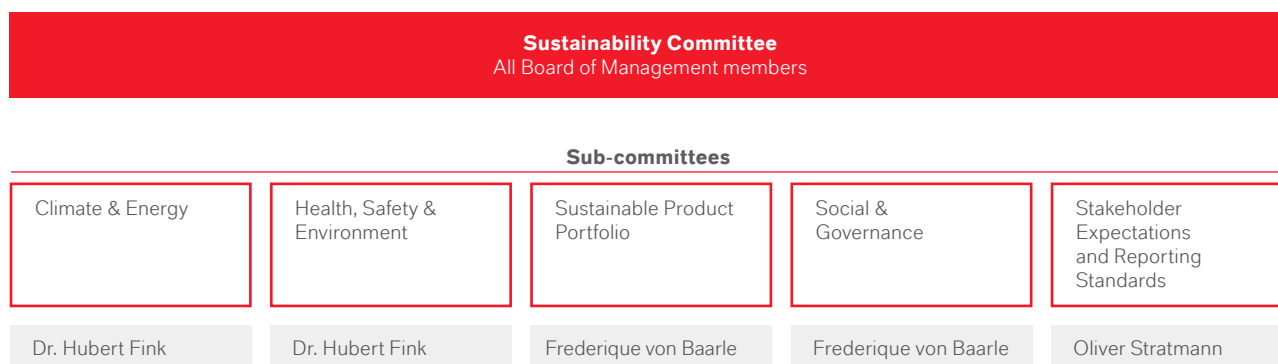 Sustainability Committee
All Board of Management members
Sub-committees
Climate & Energy
Health, Safety &
Environment
Sustainable Product
Portfolio
Social &
Governance
Stakeholder
Expectations
and Reporting
Standards
Dr. Hubert Fink
Dr. Hubert Fink
Frederique von Baarle
Frederique von Baarle
Oliver Stratmann